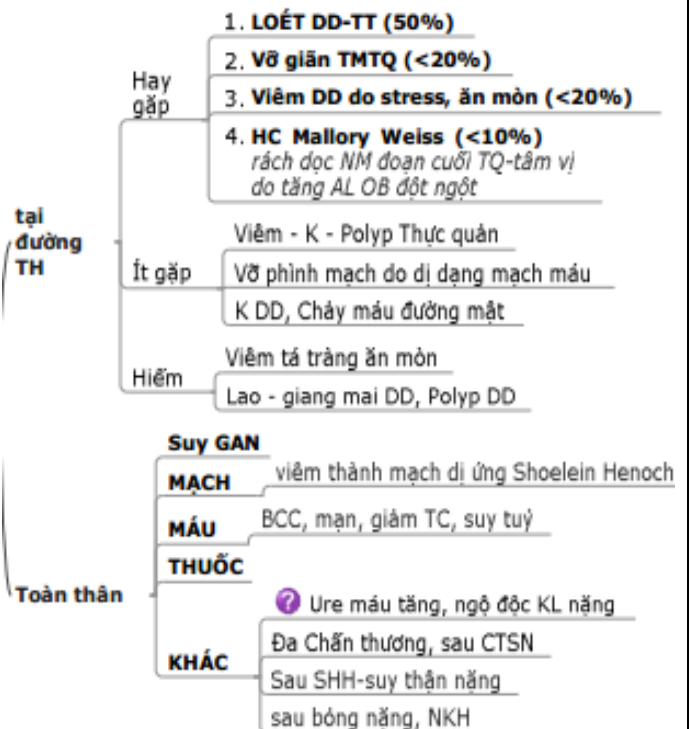 tại
đường
TH
Hay
gặp
1. LOÉT DD-TT (50%)
2. Vỡ giãn TMTQ (<20%)
3. Viêm DD do stress, ăn mòn (<20%)
4. HC Mallory Weiss (<10%)
rách dọc NM đoạn cuối TQ-tâm vị
do tăng AL OB đột ngột
Ít gặp
Viêm - K - Polyp Thực quản
Vỡ phình mạch do dị dạng mạch máu
K DD, Chảy máu đường mật
Hiếm
Viêm tá tràng ăn mòn
Lao - giang mai DD, Polyp DD
Toàn thân
Suy GAN
MẠCH
viêm thành mạch dị ứng Shoelein Henoch
MÁU
BCC, mạn, giảm TC, suy tuỷ
THUỐC
KHÁC
? Ure máu tăng, ngộ độc KL nặng
Đa Chấn thương, sau CTSN
Sau SHH-suy thận nặng
sau bỏng nặng, NKH